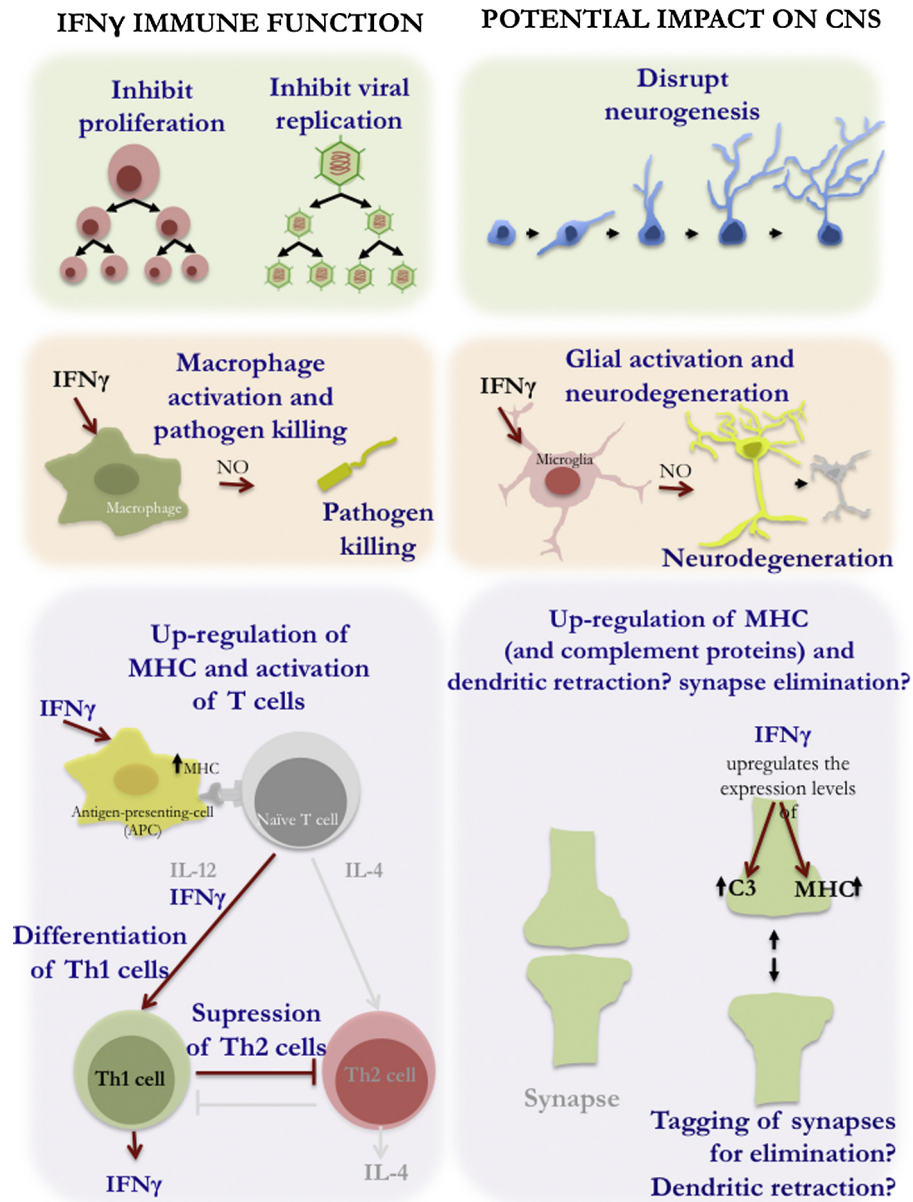 IFNγ IMMUNE FUNCTION
POTENTIAL IMPACT ON CNS
Inhibit
proliferation
Inhibit viral
replication
Disrupt
neurogenesis
IFNγ
Macrophage
activation and
pathogen killing
NO
Macrophage
Pathogen
killing
Glial activation and
neurodegeneration
IFNγ
Microglia
NO
Neurodegeneration
Up-regulation of
MHC and activation
of T cells
IFNγ
MHC
Antigen-presenting-cell
(APC)
Naïve T cell
IL-12
IFNγ
IL-4
Differentiation
of Th1 cells
Supression
of Th2 cells
Th1 cell
Th2 cell
IFNγ
IL-4
Up-regulation of MHC
(and complement proteins) and
dendritic retraction? synapse elimination?
IFNγ
upregulates the
expression levels
of
C3
MHC
Synapse
Tagging of synapses
for elimination?
Dendritic retraction?